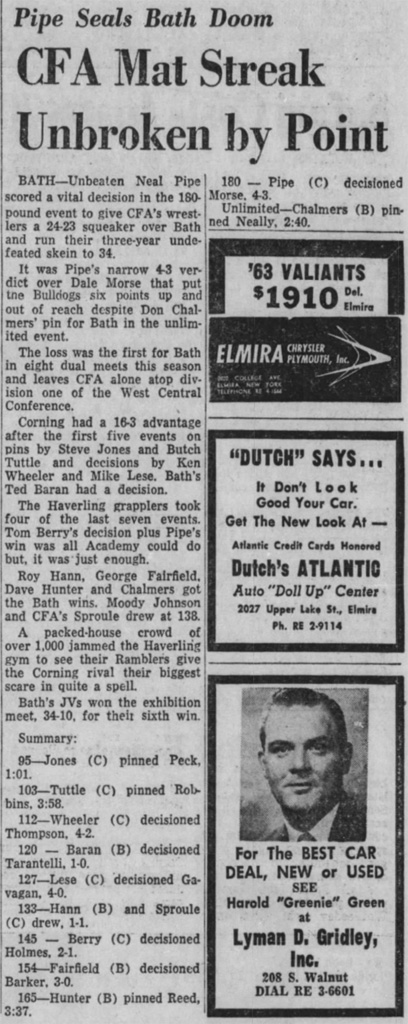 Pipe Seals Bath Doom
CFA Mat Streak
Unbroken by Point
BATH—Unbeaten Neal Pipe
scored a vital decision in the 180-
pound event to give CFA's wrest-
lers a 24-23 squeaker over Bath
and run their three-year unde-
feated skein to 34.
It was Pipe's narrow 4-3 ver-
dict over Dale Morse that put
the Bulldogs six points up and
out of reach despite Don Chal-
mers' pin for Bath in the unlim-
ited event.
The loss was the first for Bath
in eight dual meets this season
and leaves CFA alone atop div-
ision one of the West Central
Conference.
Corning had a 16-3 advantage
after the first five events on
pins by Steve Jones and Butch
Tuttle and decisions by Ken
Wheeler and Mike Lese. Bath's
Ted Baran had a decision.
The Haverling grapplers took
four of the last seven events.
Tom Berry's decision plus Pipe's
win was all Academy could do
but, it was just enough.
Roy Hann, George Fairfield,
Dave Hunter and Chalmers got
the Bath wins. Moody Johnson
and CFA's Sproule drew at 138.
A packed-house crowd of
over 1,000 jammed the Haverling
gym to see their Ramblers give
the Corning rival their biggest
scare in quite a spell.
Bath's JVs won the exhibition
meet, 34-10, for their sixth win.
Summary:
95—Jones (C) pinned Peck,
1:01.
103—Tuttle (C) pinned Rob-
bins, 3:58.
112—Wheeler (C) decisioned
Thompson, 4-2.
120 — Baran (B) decisioned
Tarantelli, 1-0.
127—Lese (C) decisioned Ga-
vagan, 4-0.
133—Hann (B) and Sproule
(C) drew, 1-1.
145 — Berry (C) decisioned
Holmes, 2-1.
154—Fairfield (B) decisioned
Barker, 3-0.
165—Hunter (B) pinned Reed,
3:37.
180 — Pipe (C) decisioned
Morse, 4-3.
Unlimited—Chalmers (B) pin-
ned Neally, 2:40.
'63 VALIANTS
$1910 Del.
Elmira
ELMIRA CHRYSLER
PLYMOUTH, Inc.
COLLEGE AVE
ELMIRA, NEW YORK
TELEPHONE RE
"DUTCH" SAYS...
It Don't Look
Good Your Car.
Get The New Look At —
Atlantic Credit Cards Honored
Dutch's ATLANTIC
Auto "Doll Up" Center
2027 Upper Lake St., Elmira
Ph. RE 2-9114
For The BEST CAR
DEAL, NEW or USED
SEE
Harold "Greenie" Green
at
Lyman D. Gridley,
Inc.
208 S. Walnut
DIAL RE 3-6601